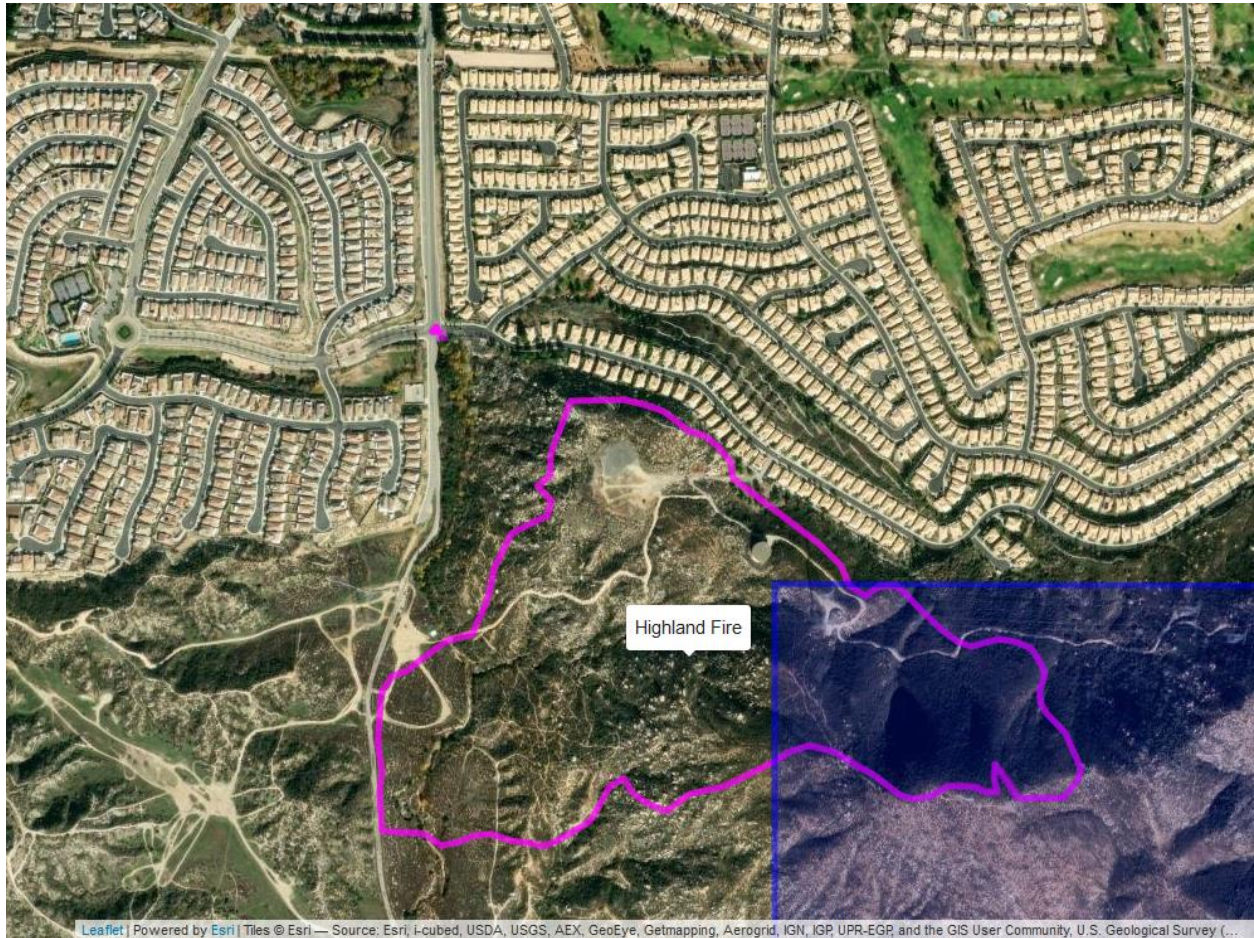 Highland Fire
Leaflet | Powered by Esri | Tiles © Esri — Source: Esri, i-cubed, USDA, USGS, AEX, GeoEye, Getmapping, Aerogrid, IGN, IGP, UPR-EGP, and the GIS User Community, U.S. Geological Survey (...